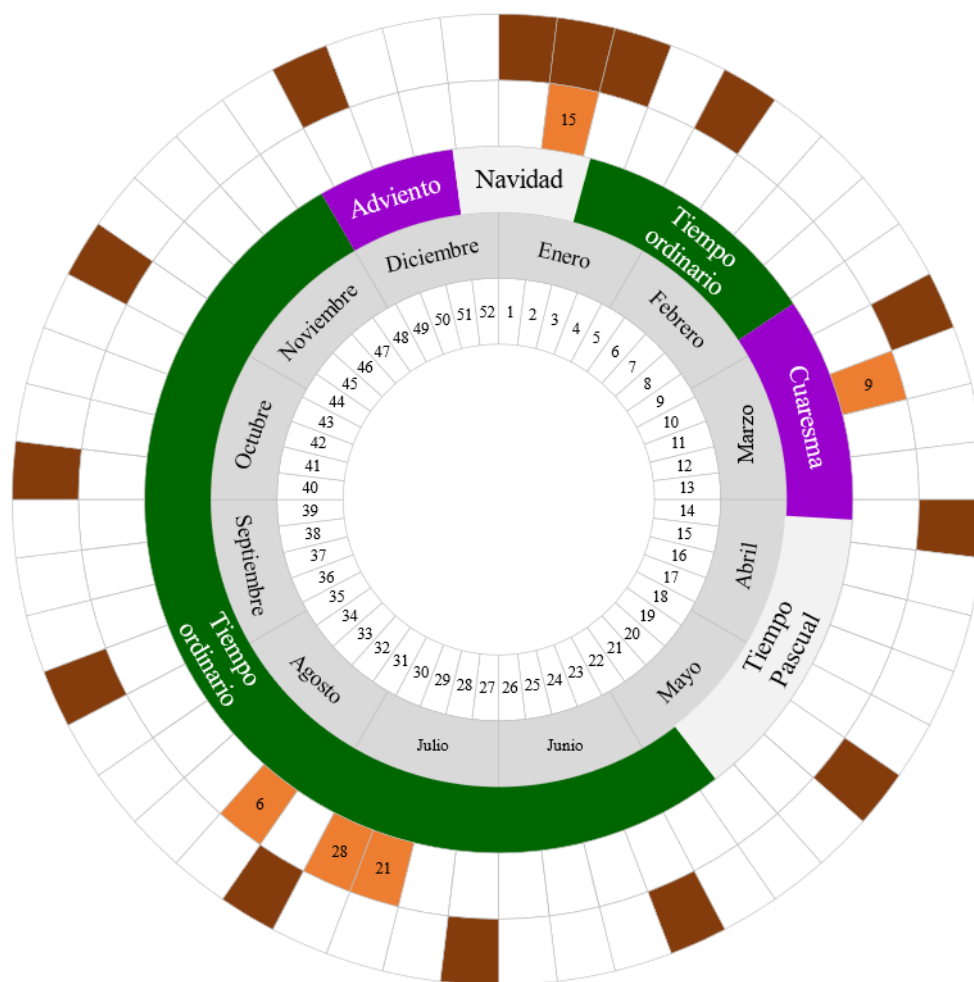 15
9
21
28
6
Adviento
Navidad
Tiempo
ordinario
Cuaresma
Tiempo
Pascual
Tiempo
ordinario
Enero
Febrero
Marzo
Abril
Mayo
Junio
Julio
Agosto
Septiembre
Octubre
Noviembre
Diciembre
1
2
3
4
5
6
7
8
9
10
11
12
13
14
15
16
17
18
19
20
21
22
23
24
25
26
27
28
29
30
31
32
33
34
35
36
37
38
39
40
41
42
43
44
45
46
47
48
49
50
51
52